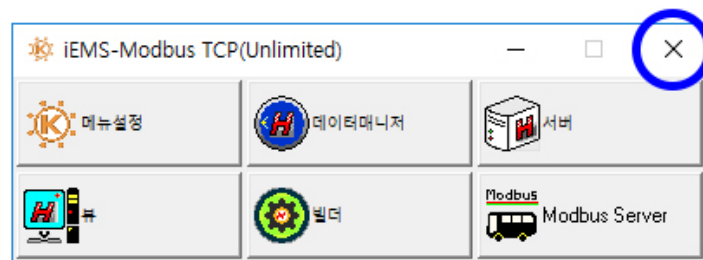 iEMS-Modbus TCP(Unlimited)
메뉴설정
데이터매니저
서버
뷰
빌더
Modbus
Modbus Server